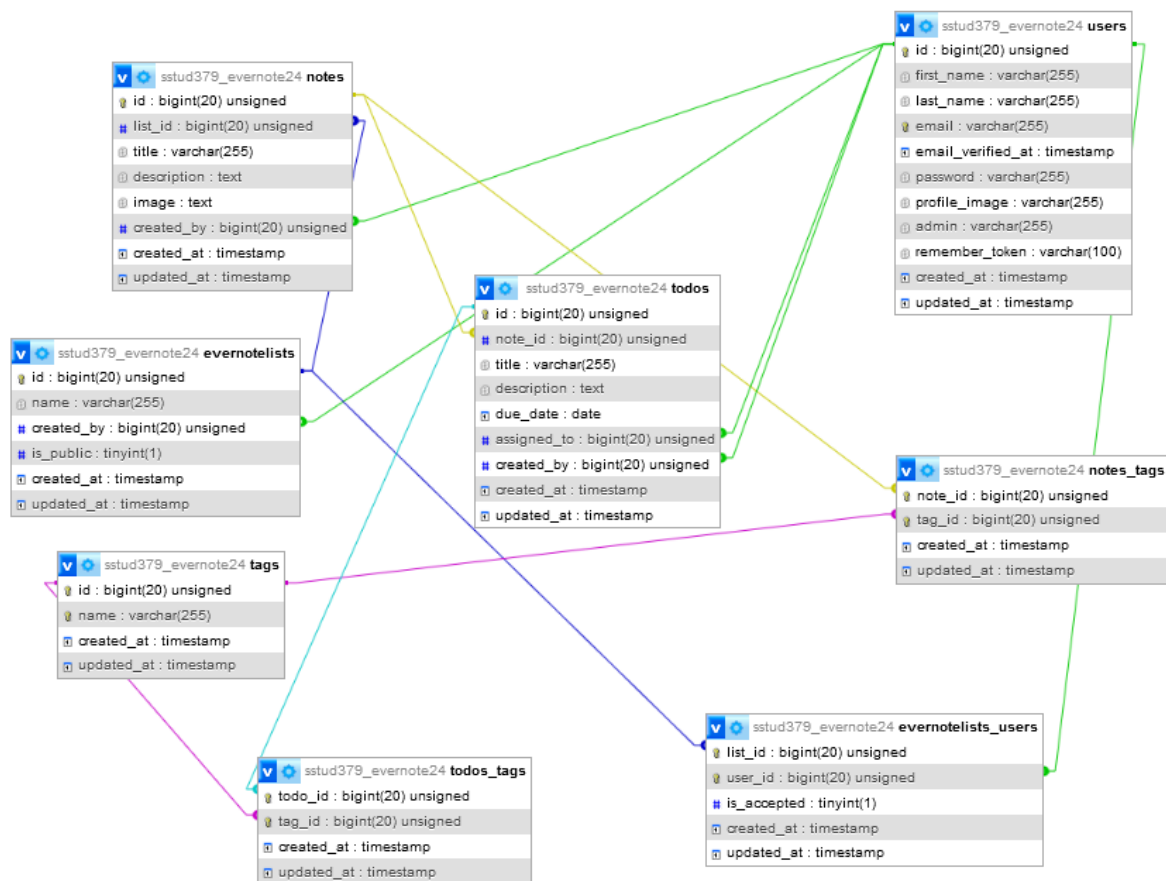 sstud379_evernote24 users
id : bigint(20) unsigned
first_name : varchar(255)
last_name : varchar(255)
email : varchar(255)
email_verified_at : timestamp
password : varchar(255)
profile_image : varchar(255)
admin : varchar(255)
remember_token : varchar(100)
created_at : timestamp
updated_at : timestamp
sstud379_evernote24 notes
id : bigint(20) unsigned
list_id : bigint(20) unsigned
title : varchar(255)
description : text
image : text
created_by : bigint(20) unsigned
created_at : timestamp
updated_at : timestamp
sstud379_evernote24 todos
id : bigint(20) unsigned
note_id : bigint(20) unsigned
title : varchar(255)
description : text
due_date : date
assigned_to : bigint(20) unsigned
created_by : bigint(20) unsigned
created_at : timestamp
updated_at : timestamp
sstud379_evernote24 evernotelists
id : bigint(20) unsigned
name : varchar(255)
created_by : bigint(20) unsigned
is_public : tinyint(1)
created_at : timestamp
updated_at : timestamp
sstud379_evernote24 notes_tags
note_id : bigint(20) unsigned
tag_id : bigint(20) unsigned
created_at : timestamp
updated_at : timestamp
sstud379_evernote24 tags
id : bigint(20) unsigned
name : varchar(255)
created_at : timestamp
updated_at : timestamp
sstud379_evernote24 evernotelists_users
list_id : bigint(20) unsigned
user_id : bigint(20) unsigned
is_accepted : tinyint(1)
created_at : timestamp
updated_at : timestamp
sstud379_evernote24 todos_tags
todo_id : bigint(20) unsigned
tag_id : bigint(20) unsigned
created_at : timestamp
updated_at : timestamp